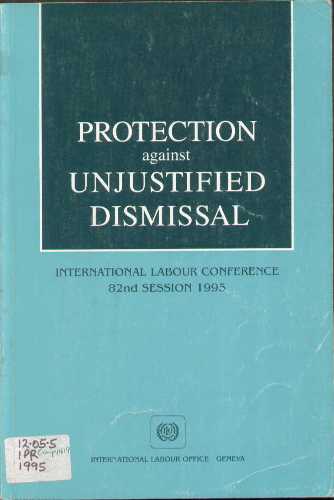 PROTECTION
against
UNJUSTIFIED
DISMISSAL
INTERNATIONAL LABOUR CONFERENCE
82nd SESSION 1995
12-05-5
IPR
1995
INTERNATIONAL LABOUR OFFICE GENEVA